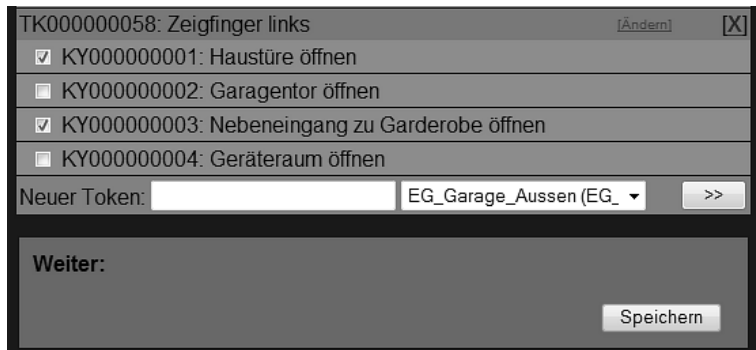 TK000000058: Zeigfinger links [Ändern] [X]
KY000000001: Haustüre öffnen
KY000000002: Garagentor öffnen
KY000000003: Nebeneingang zu Garderobe öffnen
KY000000004: Geräteraum öffnen
Neuer Token: EG_Garage_Aussen (EG_ >>
Weiter:
Speichern